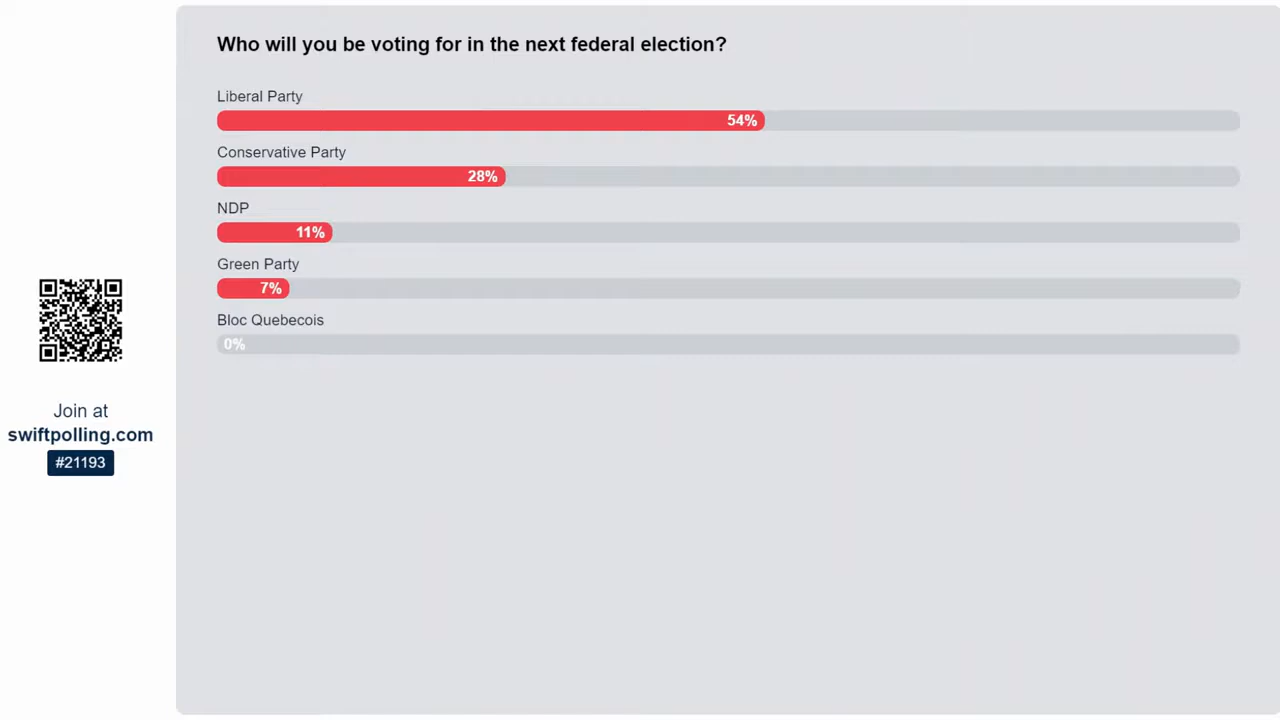 Who will you be voting for in the next federal election?
Liberal Party
54%
Conservative Party
28%
NDP
11%
Green Party
7%
Bloc Quebecois
0%
Join at
swiftpolling.com
#21193